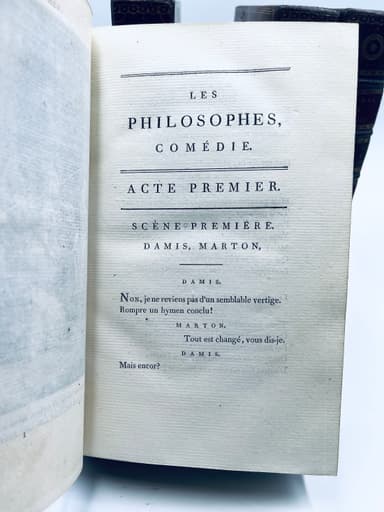 LES
PHILOSOPHES,
COMÉDIE.
ACTE PREMIER.
SCÈNE PREMIÈRE.
DAMIS, MARTON,
DAMIS.
Non, je ne reviens pas d'un semblable vertige.
Rompre un hymen conclu!
MARTON.
Tout est changé, vous dis-je.
DAMIS.
Mais encor?
1